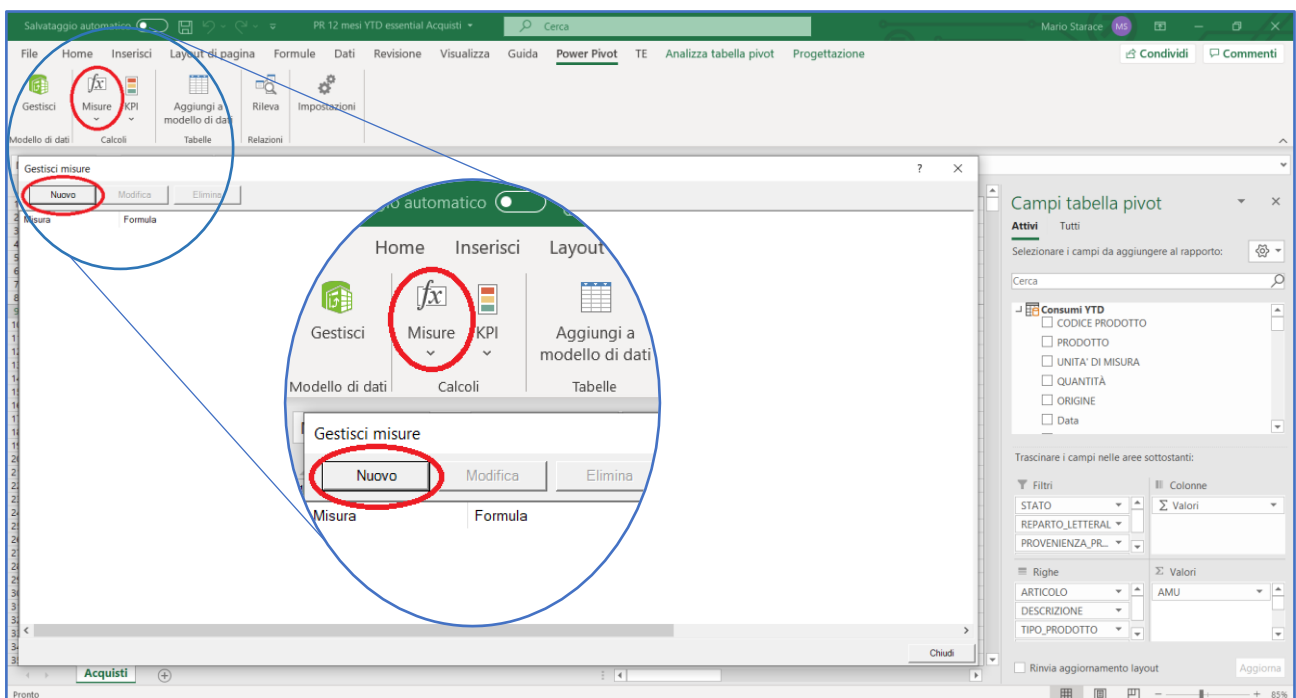 Salvataggio automatico PR 12 mesi YTD essential Acquisti Cerca Mario Starace MS
File Home Inserisci Layout di pagina Formule Dati Revisione Visualizza Guida Power Pivot TE Analizza tabella pivot Progettazione Condividi Commenti
Gestisci Misure KPI Aggiungi a modello di dati Rileva Impostazioni
Modello di dati Calcoli Tabelle Relazioni
Gestisci misure ? ×
Nuovo Modifica Elimina
Misura Formula
automatico
Home Inserisci Layout
fx
Gestisci Misure KPI Aggiungi a
modello di dati
Modello di dati Calcoli Tabelle
Gestisci misure
Nuovo Modifica Elimina
Misura Formula
Chiudi
Campi tabella pivot
Attivi Tutti
Selezionare i campi da aggiungere al rapporto:
Cerca
Consumi YTD
CODICE PRODOTTO
PRODOTTO
UNITA' DI MISURA
QUANTITÀ
ORIGINE
Data
Trascinare i campi nelle aree sottostanti:
Filtri Colonne
STATO Σ Valori
REPARTO_LETTERAL
PROVENIENZA_PR...
Righe Σ Valori
ARTICOLO AMU
DESCRIZIONE
TIPO_PRODOTTO
Rinvia aggiornamento layout Aggiorna
Acquisti
Pronto 85%